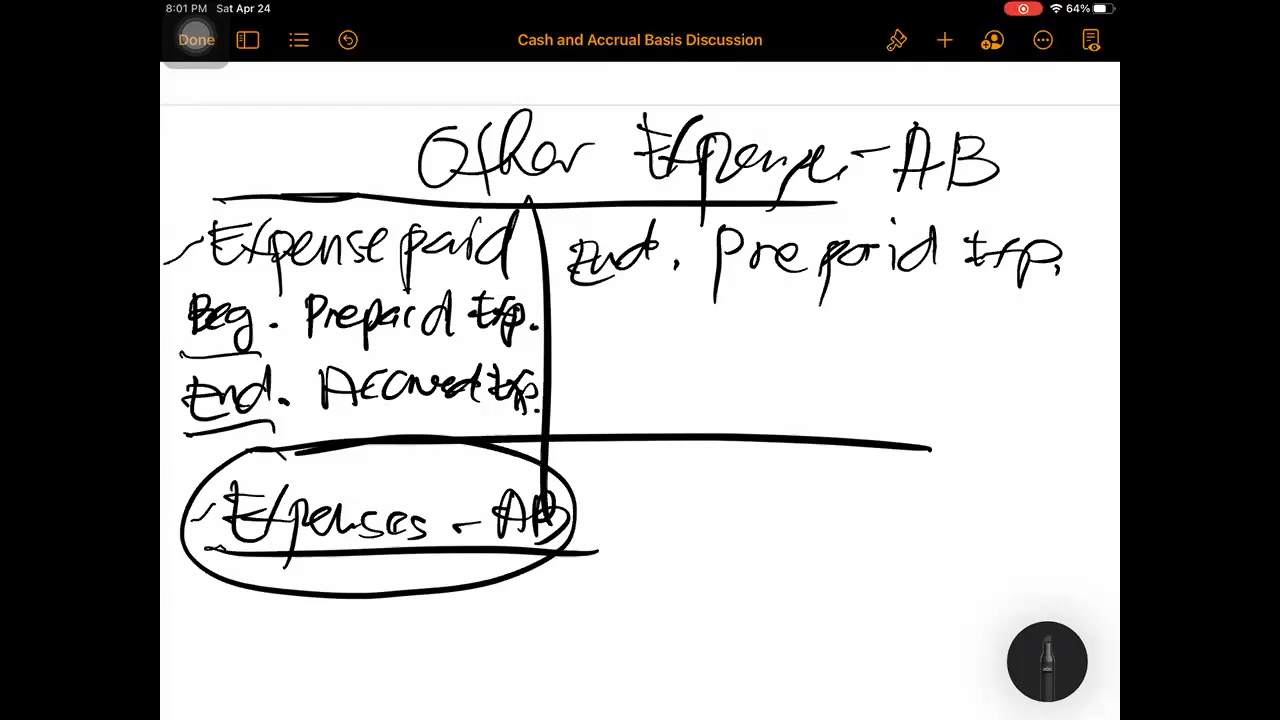 8:01 PM Sat Apr 24 64%
Done Cash and Accrual Basis Discussion
Other Expense - AB
Expense paid End. Prepaid Exp.
Beg. Prepaid Exp.
End. Accrued Exp.
Expenses - AB